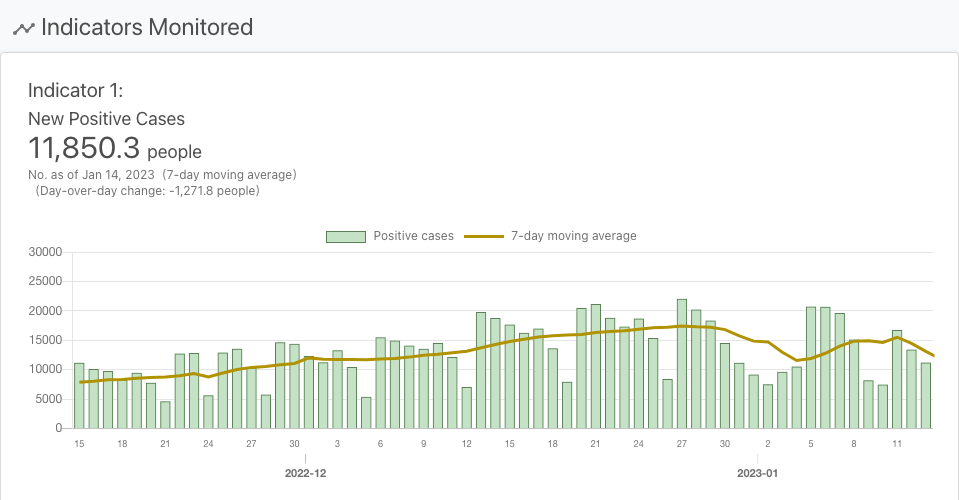 Indicators Monitored
Indicator 1:
New Positive Cases
11,850.3 people
No. as of Jan 14, 2023 (7-day moving average)
(Day-over-day change: -1,271.8 people)
Positive cases 7-day moving average
30000
25000
20000
15000
10000
5000
0
15 18 21 24 27 30 3 6 9 12 15 18 21 24 27 30 2 5 8 11
2022-12 2023-01